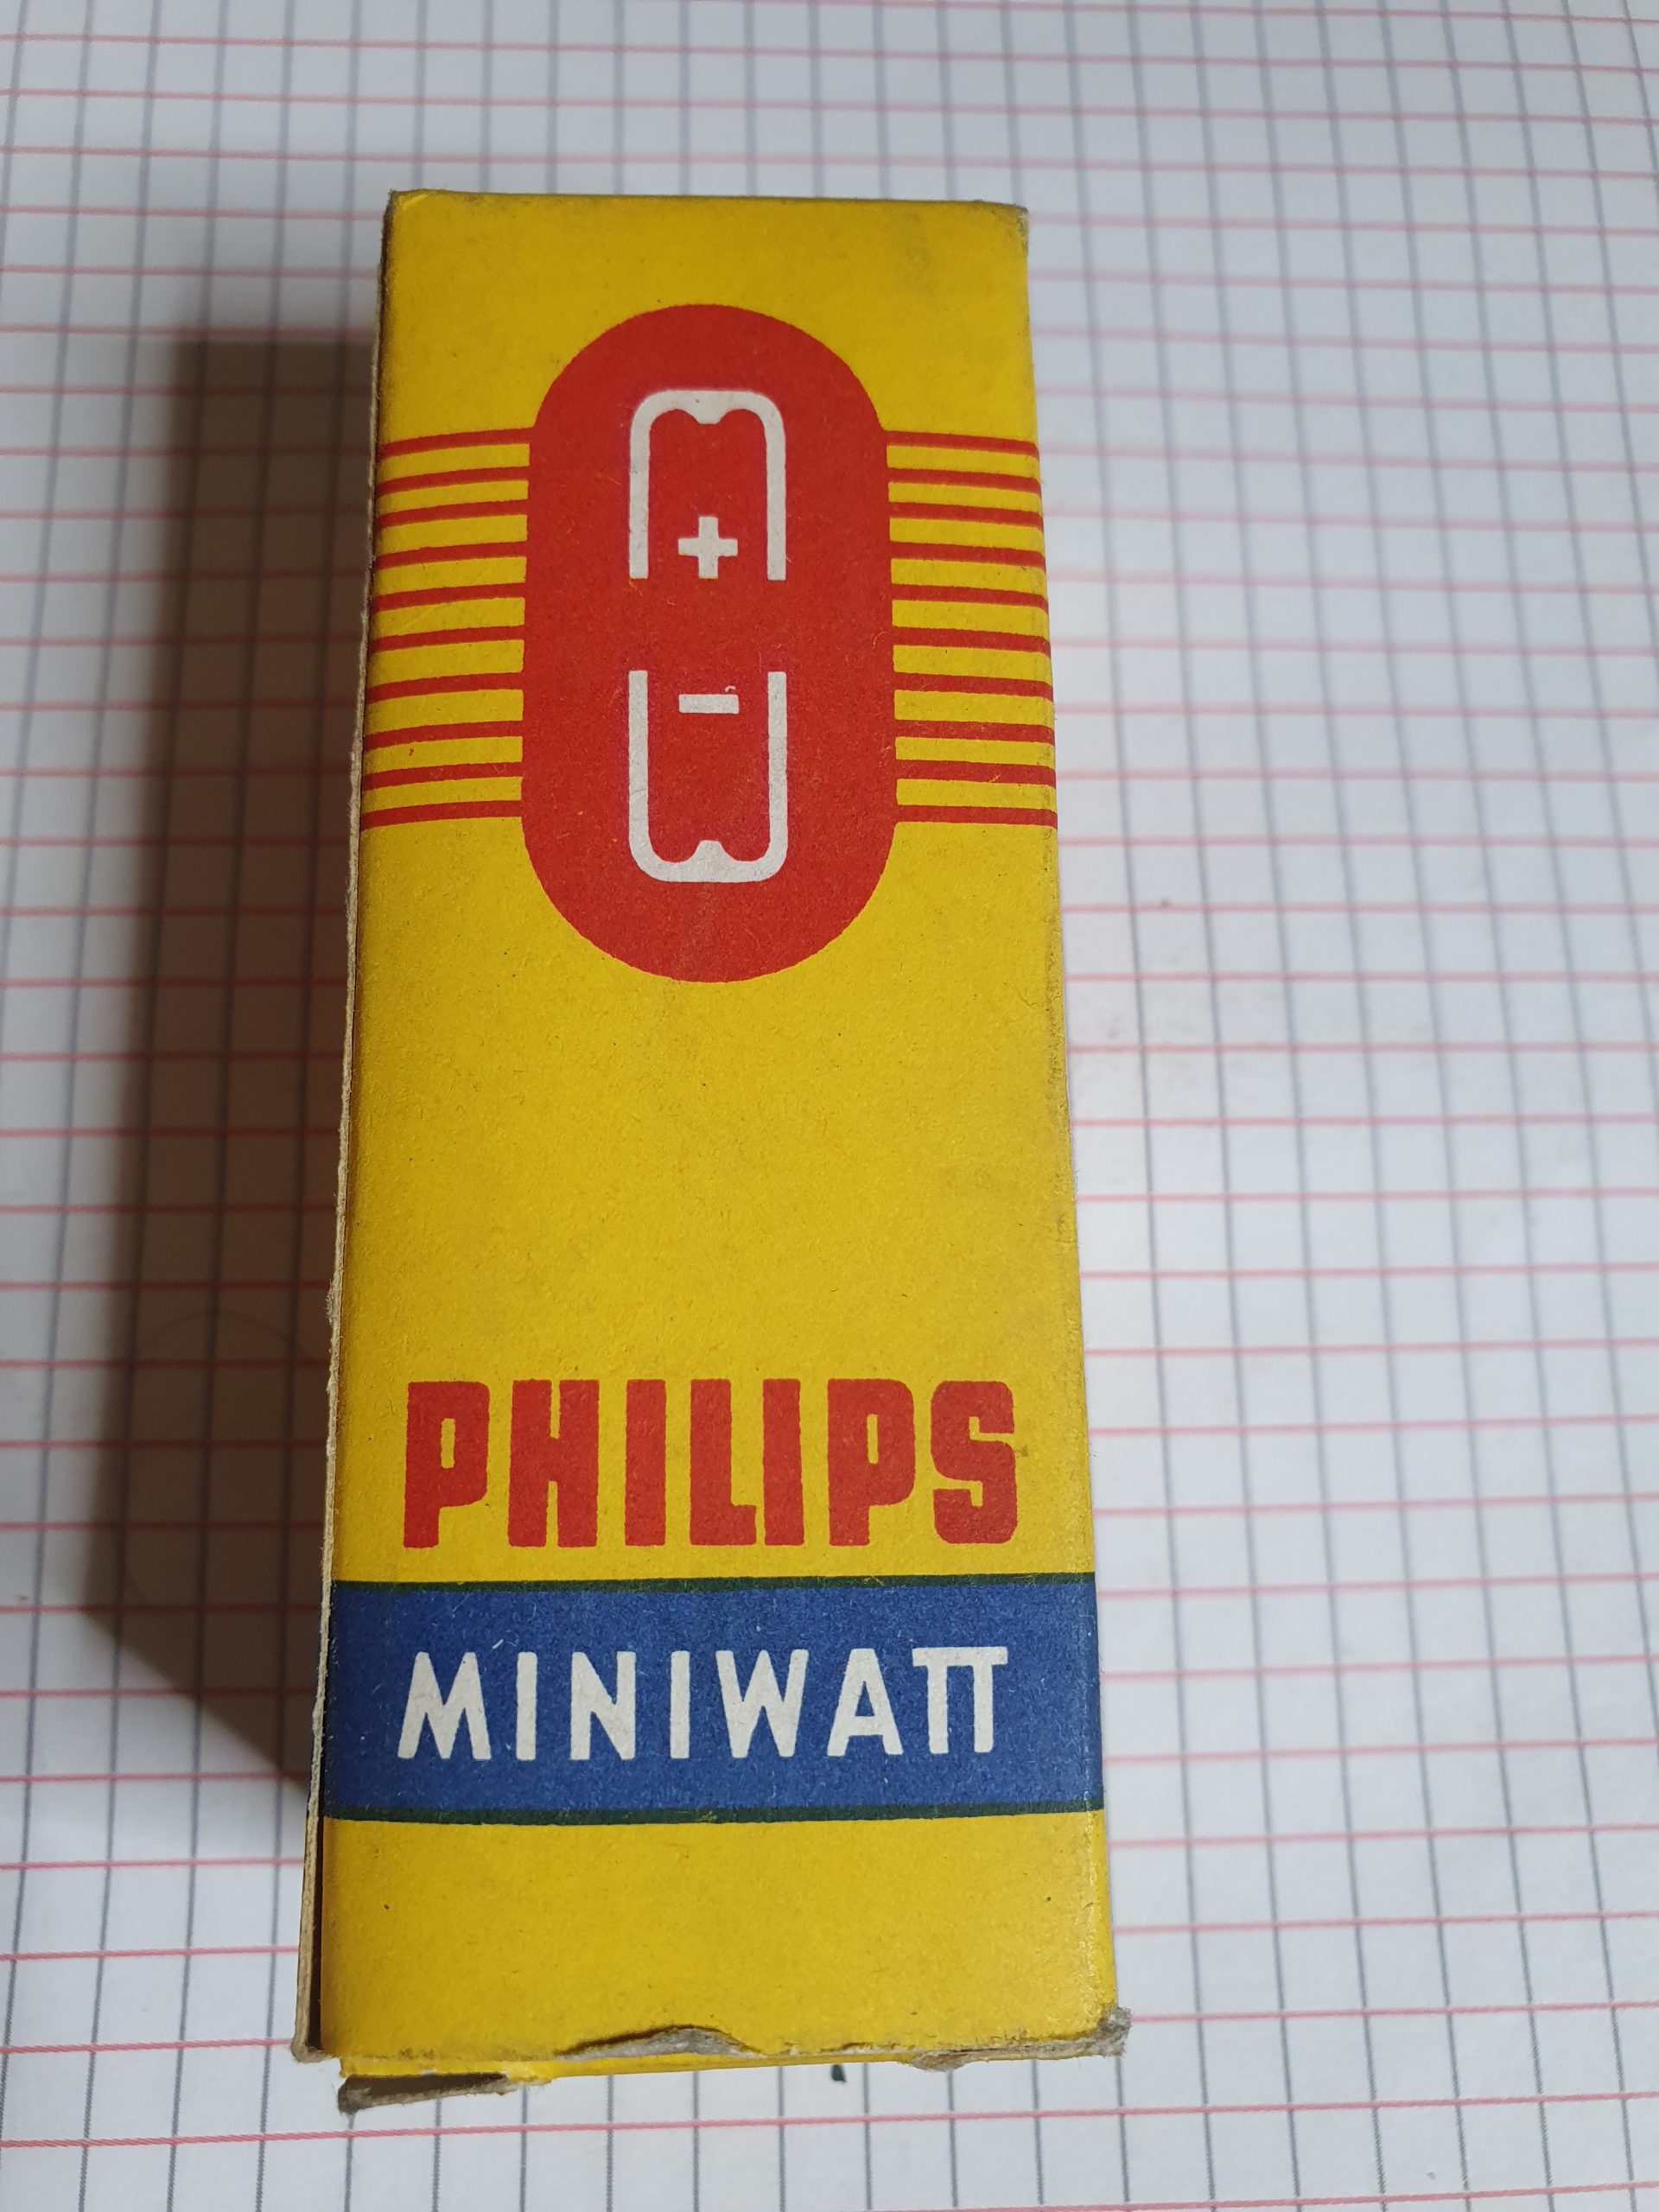 +
-
PHILIPS
MINIWATT